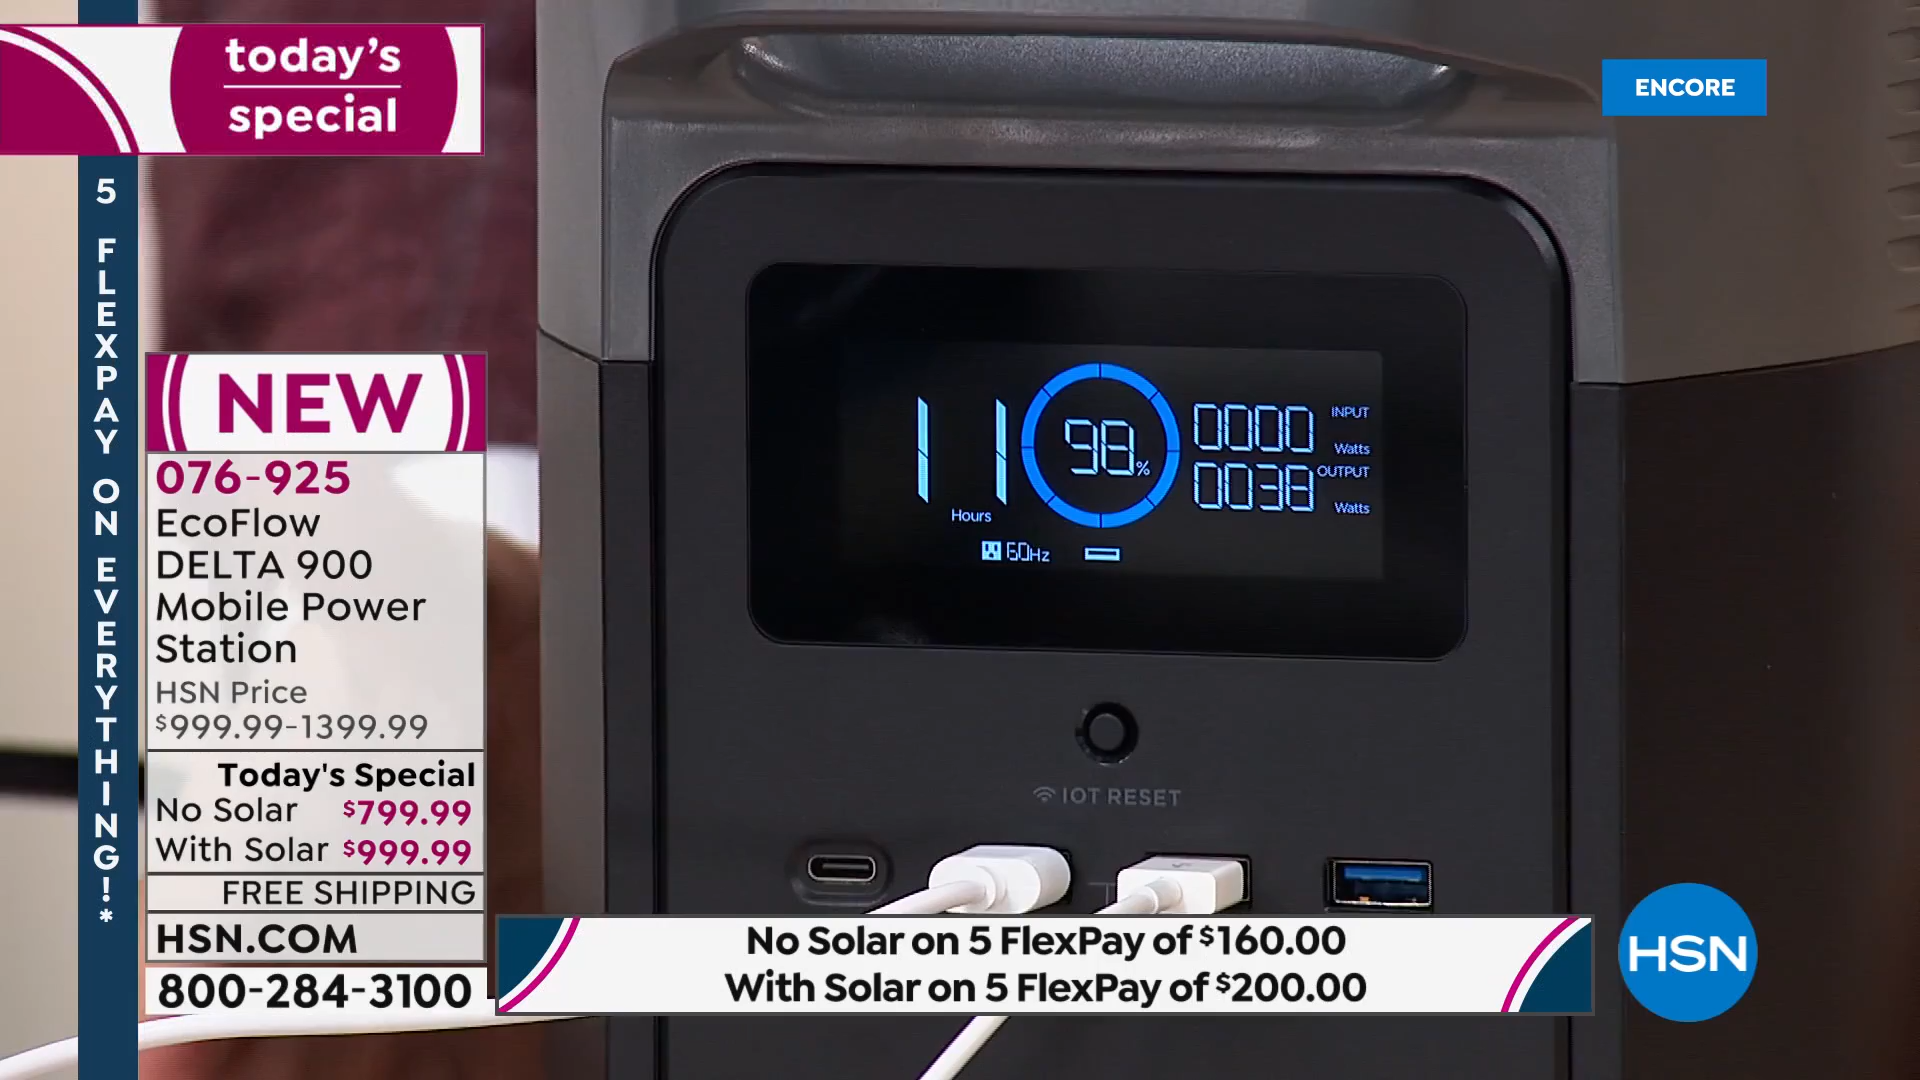 today's
special
ENCORE
5 FLEXPAY ON EVERYTHING!*
NEW
076-925
EcoFlow
DELTA 900
Mobile Power
Station
HSN Price
$999.99-1399.99
Today's Special
No Solar $799.99
With Solar $999.99
FREE SHIPPING
HSN.COM
800-284-3100
11
Hours
98%
0000 INPUT
Watts
0038 OUTPUT
Watts
60Hz
IOT RESET
No Solar on 5 FlexPay of $160.00
With Solar on 5 FlexPay of $200.00
HSN